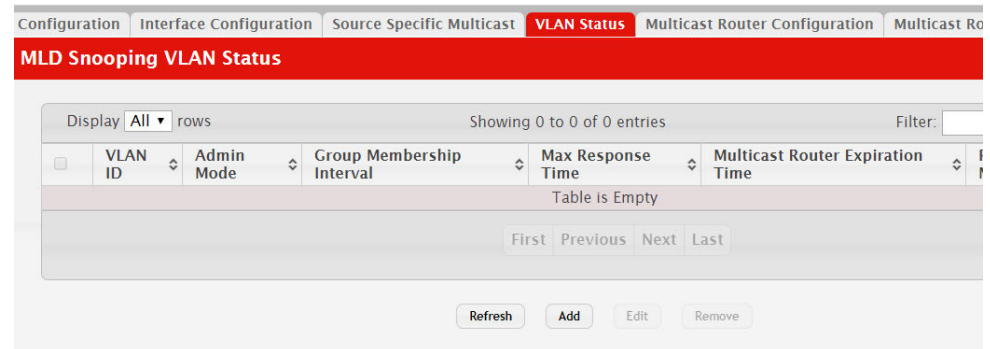 Configuration Interface Configuration Source Specific Multicast VLAN Status Multicast Router Configuration Multicast
MLD Snooping VLAN Status
Display All rows Showing 0 to 0 of 0 entries Filter:
VLAN ID Admin Mode Group Membership Interval Max Response Time Multicast Router Expiration Time
Table is Empty
First Previous Next Last
Refresh Add Edit Remove